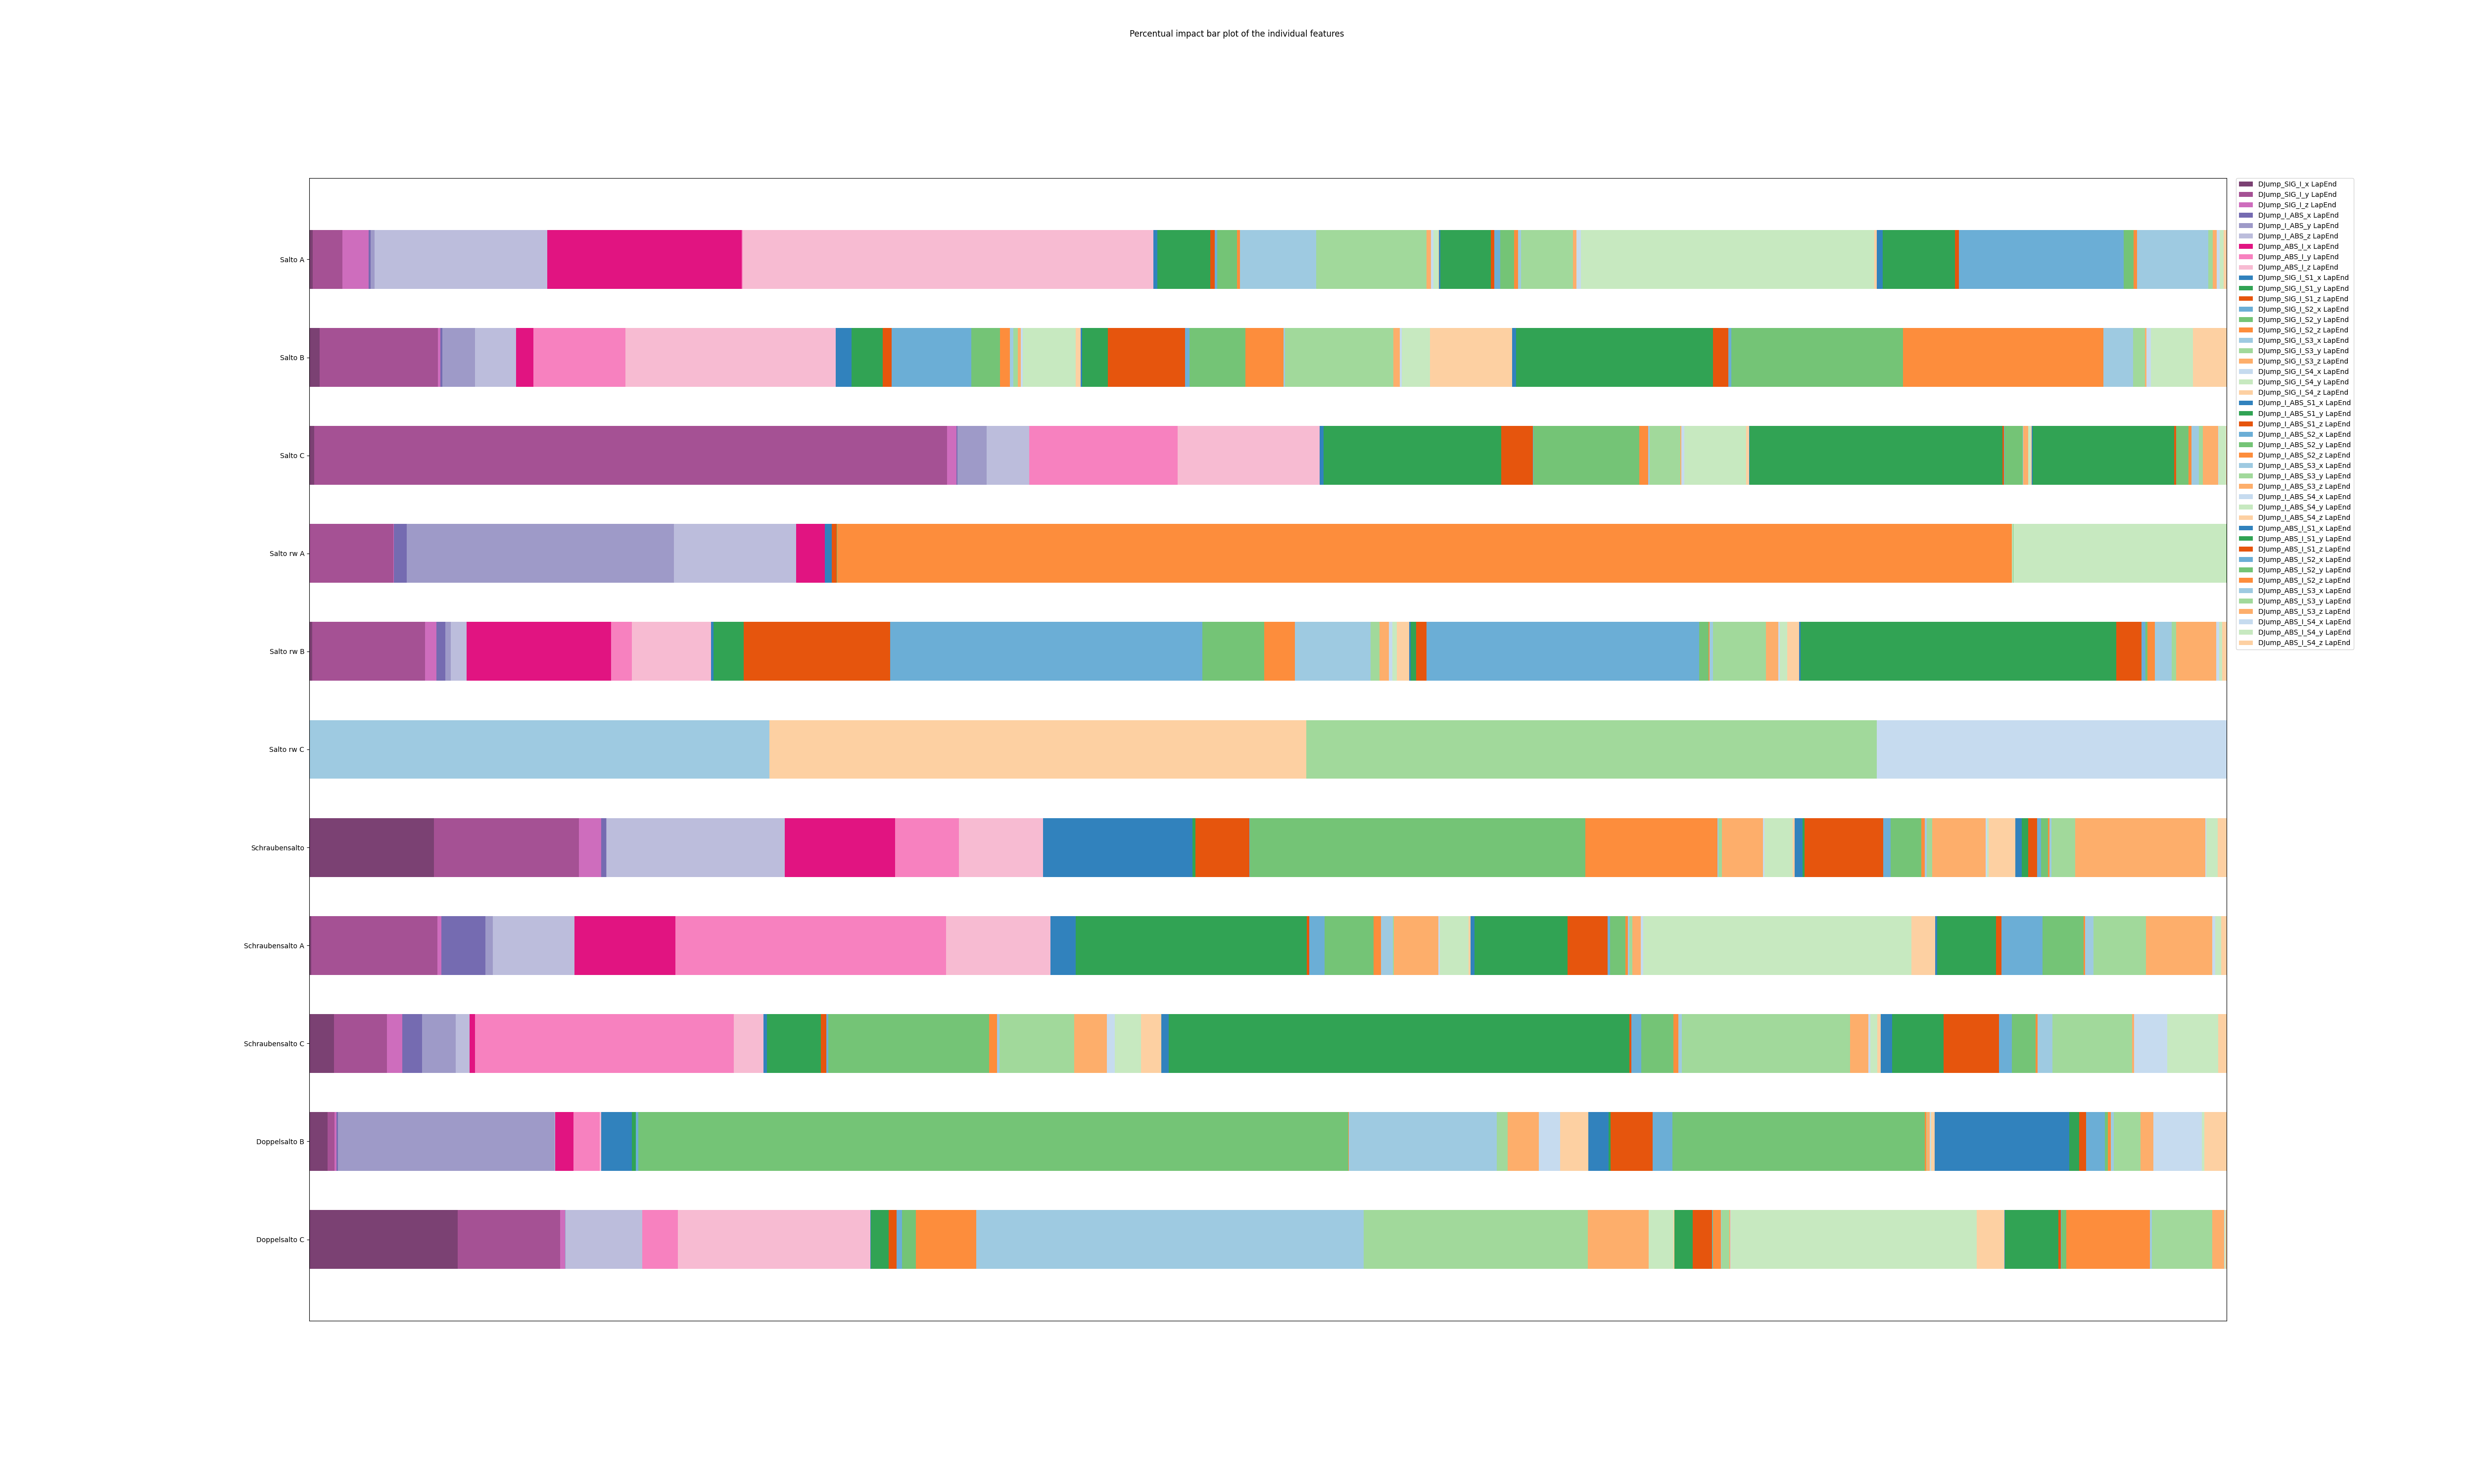 Percentual impact bar plot of the individual features
Salto A
Salto B
Salto C
Salto rw A
Salto rw B
Salto rw C
Schraubensalto
Schraubensalto A
Schraubensalto C
Doppelsalto B
Doppelsalto C
DJump_SIG_I_x LapEnd
DJump_SIG_I_y LapEnd
DJump_SIG_I_z LapEnd
DJump_I_ABS_x LapEnd
DJump_I_ABS_y LapEnd
DJump_I_ABS_z LapEnd
DJump_ABS_I_x LapEnd
DJump_ABS_I_y LapEnd
DJump_ABS_I_z LapEnd
DJump_SIG_I_S1_x LapEnd
DJump_SIG_I_S1_y LapEnd
DJump_SIG_I_S1_z LapEnd
DJump_SIG_I_S2_x LapEnd
DJump_SIG_I_S2_y LapEnd
DJump_SIG_I_S2_z LapEnd
DJump_SIG_I_S3_x LapEnd
DJump_SIG_I_S3_y LapEnd
DJump_SIG_I_S3_z LapEnd
DJump_SIG_I_S4_x LapEnd
DJump_SIG_I_S4_y LapEnd
DJump_SIG_I_S4_z LapEnd
DJump_I_ABS_S1_x LapEnd
DJump_I_ABS_S1_y LapEnd
DJump_I_ABS_S1_z LapEnd
DJump_I_ABS_S2_x LapEnd
DJump_I_ABS_S2_y LapEnd
DJump_I_ABS_S2_z LapEnd
DJump_I_ABS_S3_x LapEnd
DJump_I_ABS_S3_y LapEnd
DJump_I_ABS_S3_z LapEnd
DJump_I_ABS_S4_x LapEnd
DJump_I_ABS_S4_y LapEnd
DJump_I_ABS_S4_z LapEnd
DJump_ABS_I_S1_x LapEnd
DJump_ABS_I_S1_y LapEnd
DJump_ABS_I_S1_z LapEnd
DJump_ABS_I_S2_x LapEnd
DJump_ABS_I_S2_y LapEnd
DJump_ABS_I_S2_z LapEnd
DJump_ABS_I_S3_x LapEnd
DJump_ABS_I_S3_y LapEnd
DJump_ABS_I_S3_z LapEnd
DJump_ABS_I_S4_x LapEnd
DJump_ABS_I_S4_y LapEnd
DJump_ABS_I_S4_z LapEnd